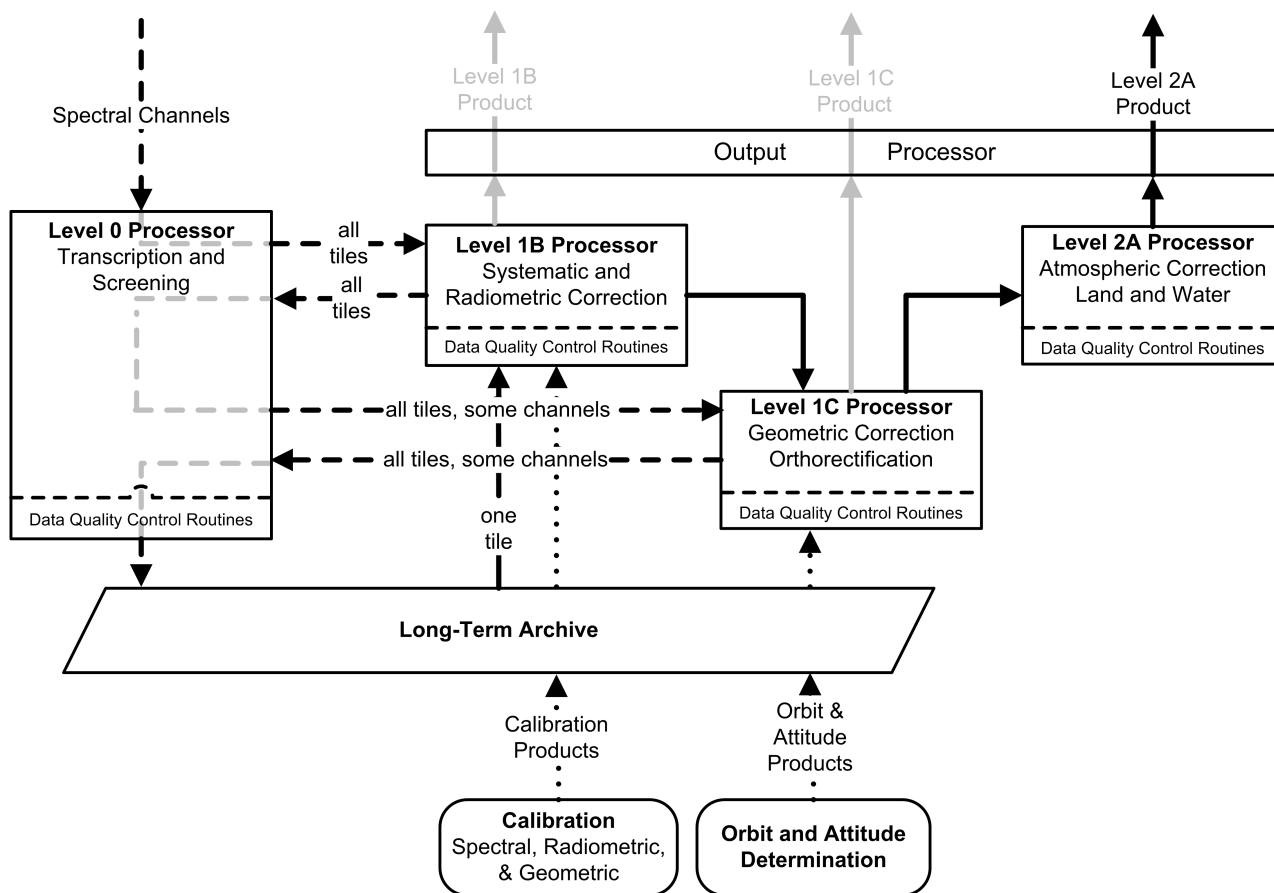 Level 1B
Product
Level 1C
Product
Level 2A
Product
Spectral Channels
Output Processor
Level 0 Processor
Transcription and
Screening
Data Quality Control Routines
all
tiles
all
tiles
Level 1B Processor
Systematic and
Radiometric Correction
Data Quality Control Routines
Level 2A Processor
Atmospheric Correction
Land and Water
Data Quality Control Routines
all tiles, some channels
all tiles, some channels
Level 1C Processor
Geometric Correction
Orthorectification
Data Quality Control Routines
one
tile
Long-Term Archive
Calibration
Products
Orbit &
Attitude
Products
Calibration
Spectral, Radiometric,
& Geometric
Orbit and Attitude
Determination